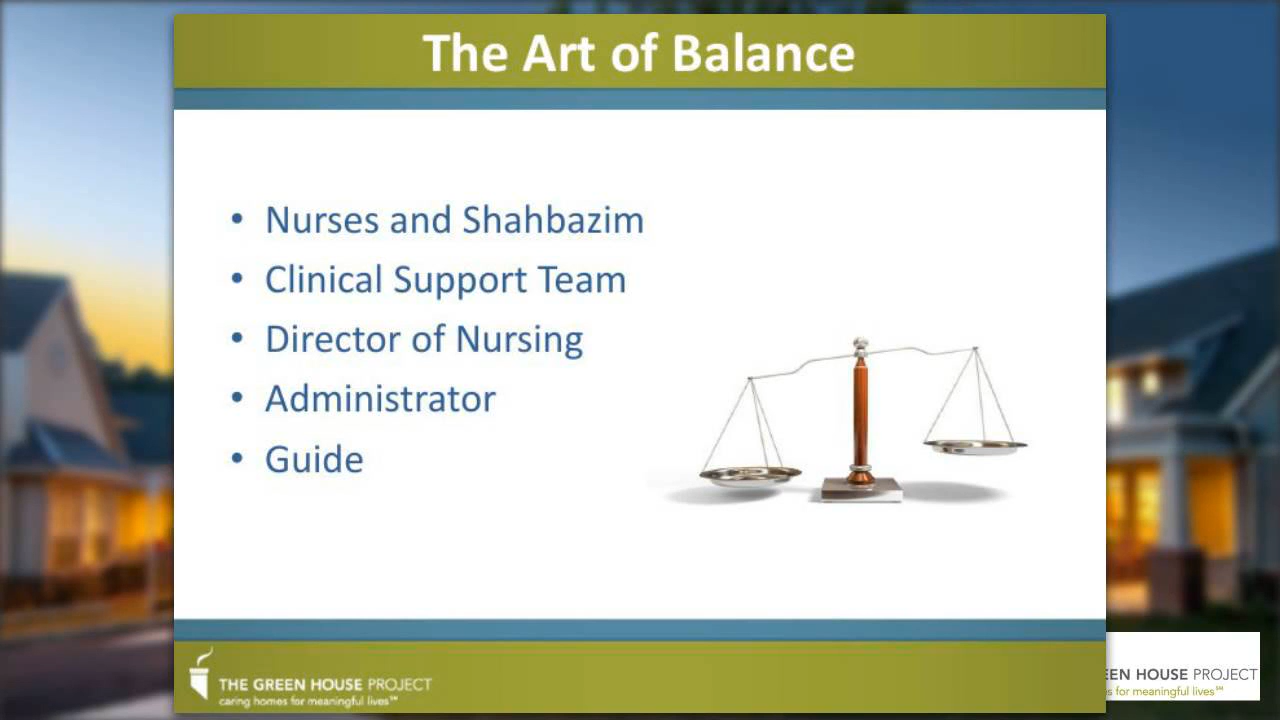 The Art of Balance
• Nurses and Shahbazim
• Clinical Support Team
• Director of Nursing
• Administrator
• Guide
THE GREEN HOUSE PROJECT
caring homes for meaningful lives℠
HOUSE PROJECT
for meaningful lives℠